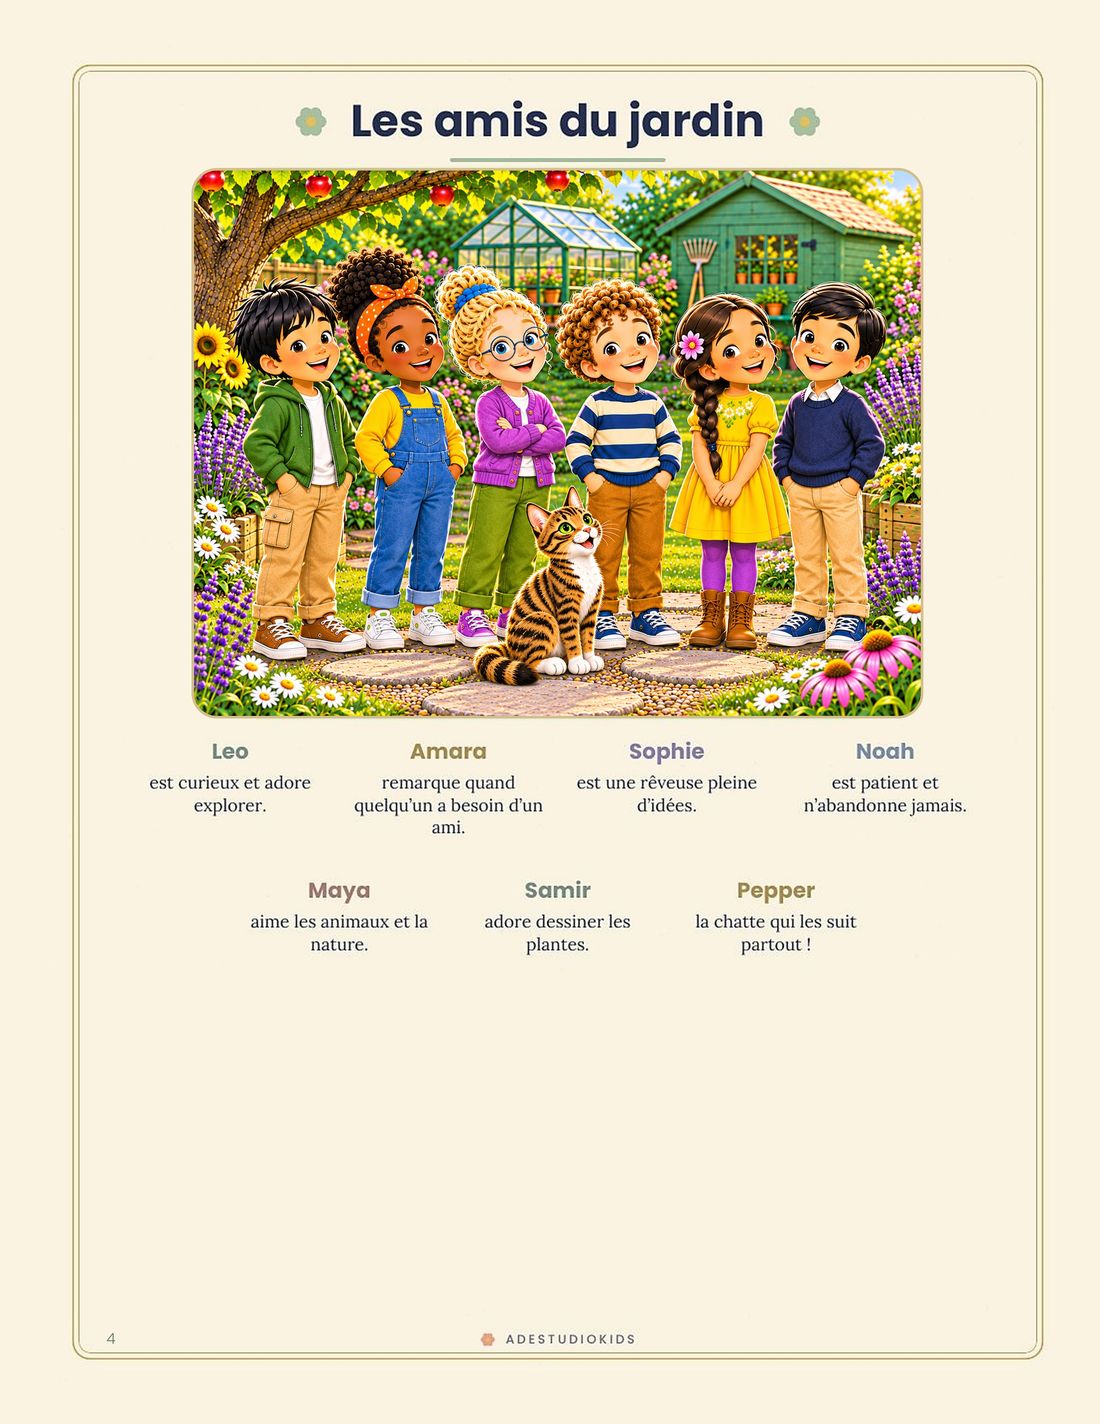 Les amis du jardin
Leo
est curieux et adore
explorer.
Amara
remarque quand
quelqu’un a besoin d’un
ami.
Sophie
est une rêveuse pleine
d’idées.
Noah
est patient et
n’abandonne jamais.
Maya
aime les animaux et la
nature.
Samir
adore dessiner les
plantes.
Pepper
la chatte qui les suit
partout !
4
ADESTUDIOKIDS